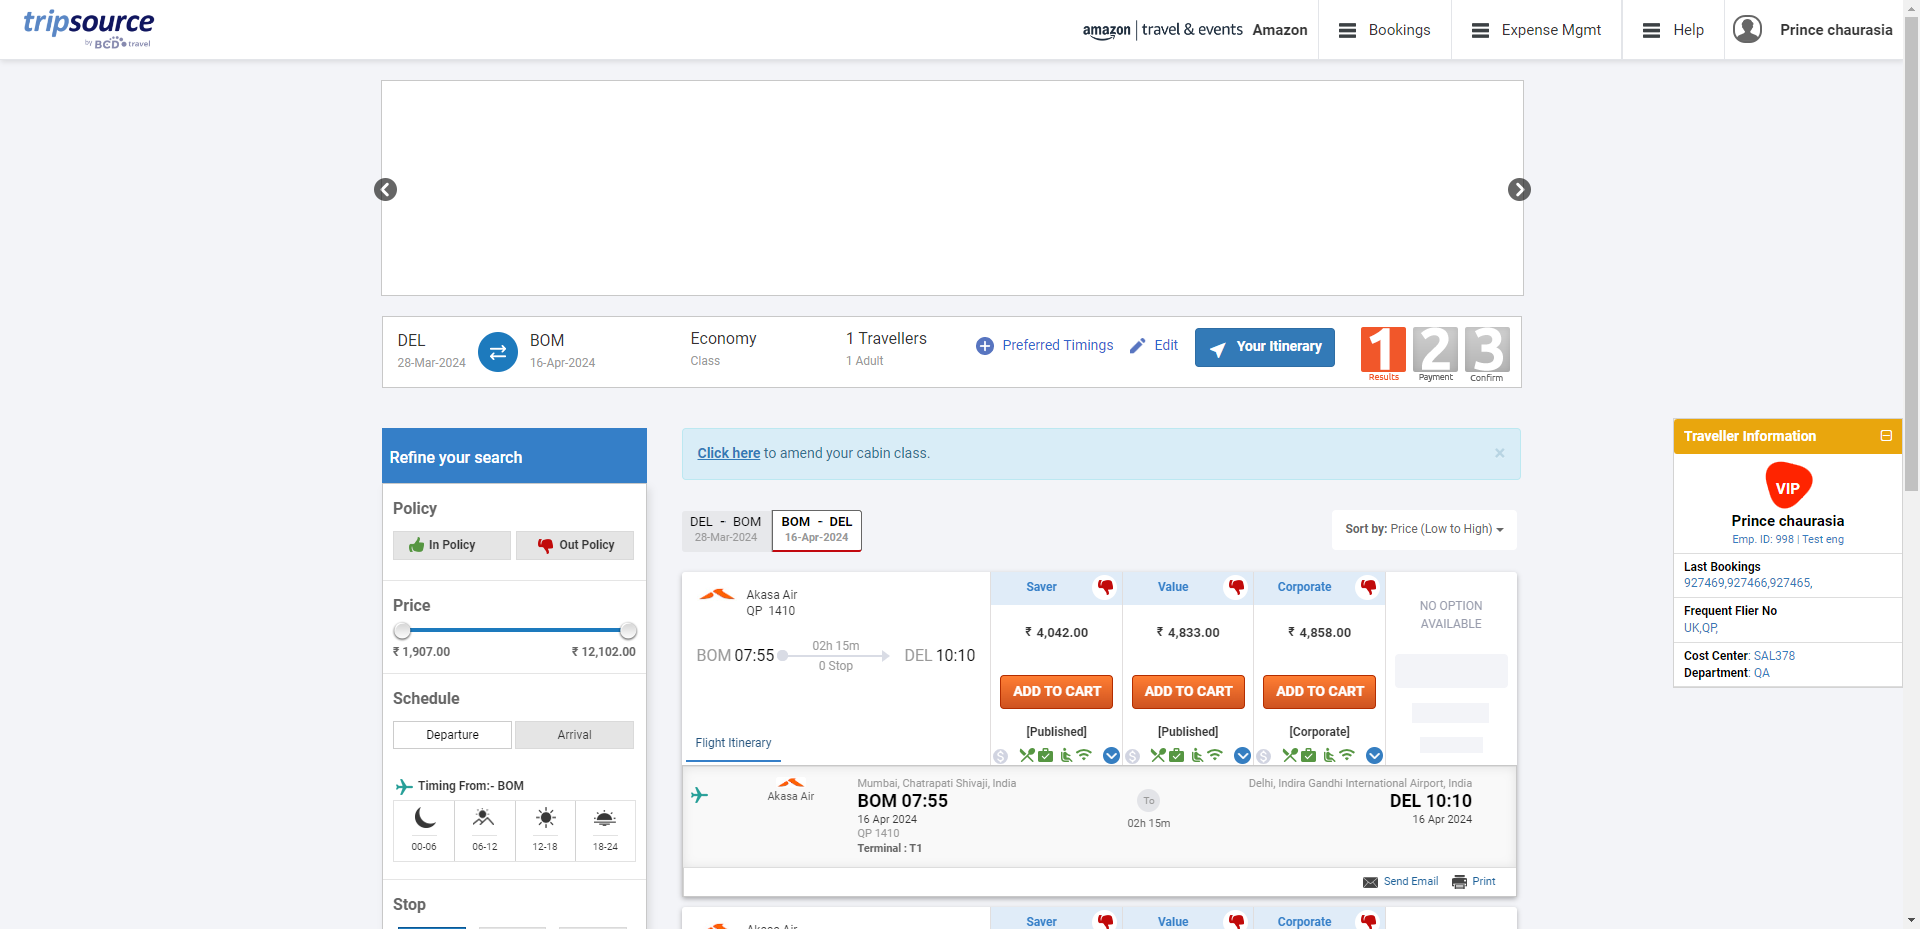 tripsource
by BCD travel
amazon | travel & events Amazon
Bookings
Expense Mgmt
Help
Prince chaurasia
DEL
28-Mar-2024
BOM
16-Apr-2024
Economy
Class
1 Travellers
1 Adult
Preferred Timings
Edit
Your Itinerary
1 2 3
Results Payment Confirm
Refine your search
Policy
In Policy Out Policy
Price
₹ 1,907.00 ₹ 12,102.00
Schedule
Departure Arrival
Timing From:- BOM
00-06 06-12 12-18 18-24
Stop
Click here to amend your cabin class. ×
DEL - BOM
28-Mar-2024
BOM - DEL
16-Apr-2024
Sort by: Price (Low to High)
Akasa Air
QP 1410
BOM 07:55
02h 15m
0 Stop
DEL 10:10
Flight Itinerary
Saver
₹ 4,042.00
ADD TO CART
[Published]
Value
₹ 4,833.00
ADD TO CART
[Published]
Corporate
₹ 4,858.00
ADD TO CART
[Corporate]
NO OPTION
AVAILABLE
Akasa Air
Mumbai, Chatrapati Shivaji, India
BOM 07:55
16 Apr 2024
QP 1410
Terminal : T1
To
02h 15m
Delhi, Indira Gandhi International Airport, India
DEL 10:10
16 Apr 2024
Send Email Print
Akasa Air
Saver Value Corporate
Traveller Information
VIP
Prince chaurasia
Emp. ID: 998 | Test eng
Last Bookings
927469,927466,927465,
Frequent Flier No
UK,QP,
Cost Center: SAL378
Department: QA